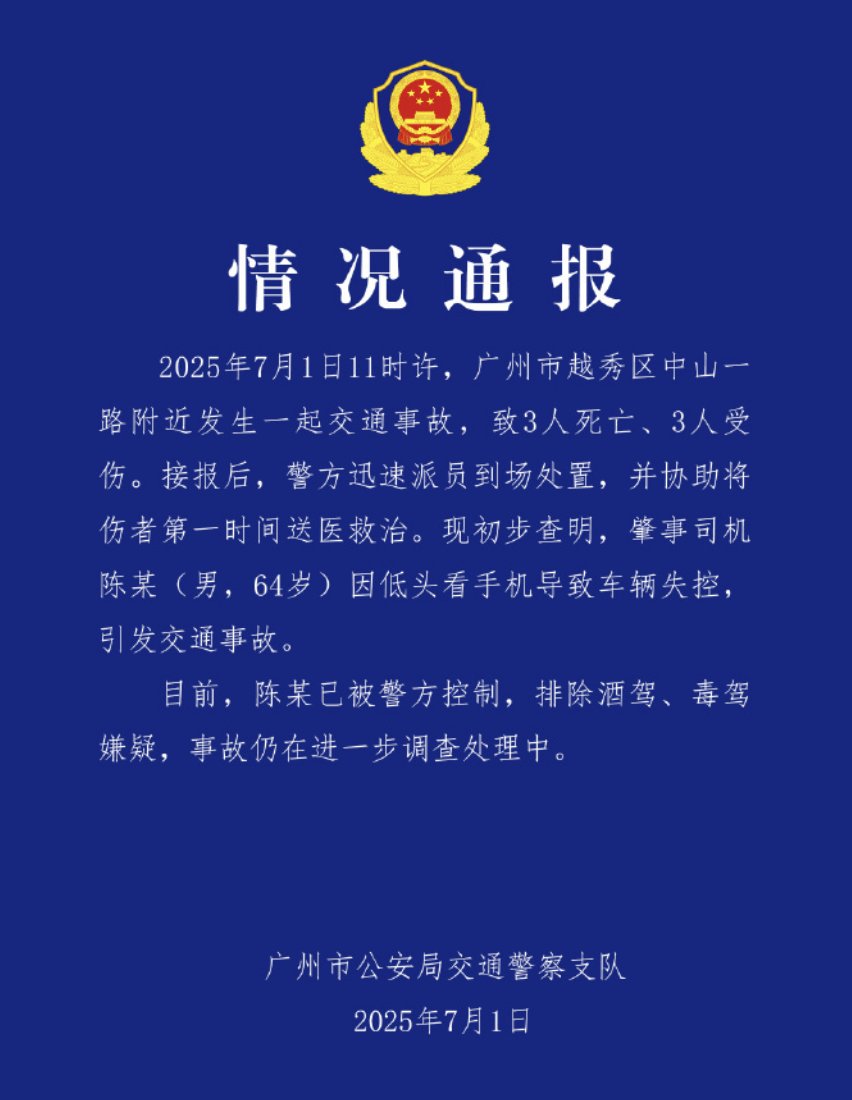 情况通报
2025年7月1日11时许，广州市越秀区中山一
路附近发生一起交通事故，致3人死亡、3人受
伤。接报后，警方迅速派员到场处置，并协助将
伤者第一时间送医救治。现初步查明，肇事司机
陈某（男，64岁）因低头看手机导致车辆失控，
引发交通事故。
目前，陈某已被警方控制，排除酒驾、毒驾
嫌疑，事故仍在进一步调查处理中。
广州市公安局交通警察支队
2025年7月1日